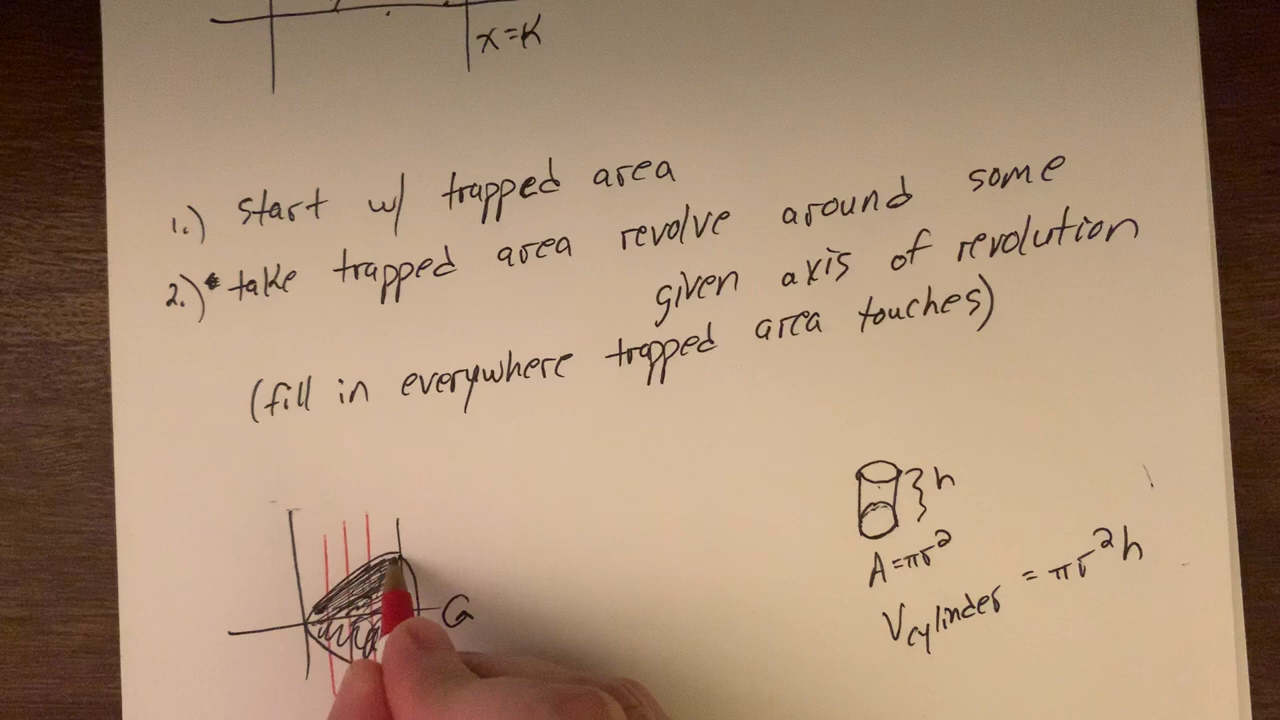 x=K
1.) start w/ trapped area
2.) take trapped area revolve around some
given axis of revolution
(fill in everywhere trapped area touches)
h
A=πr²
Vcylinder = πr²h